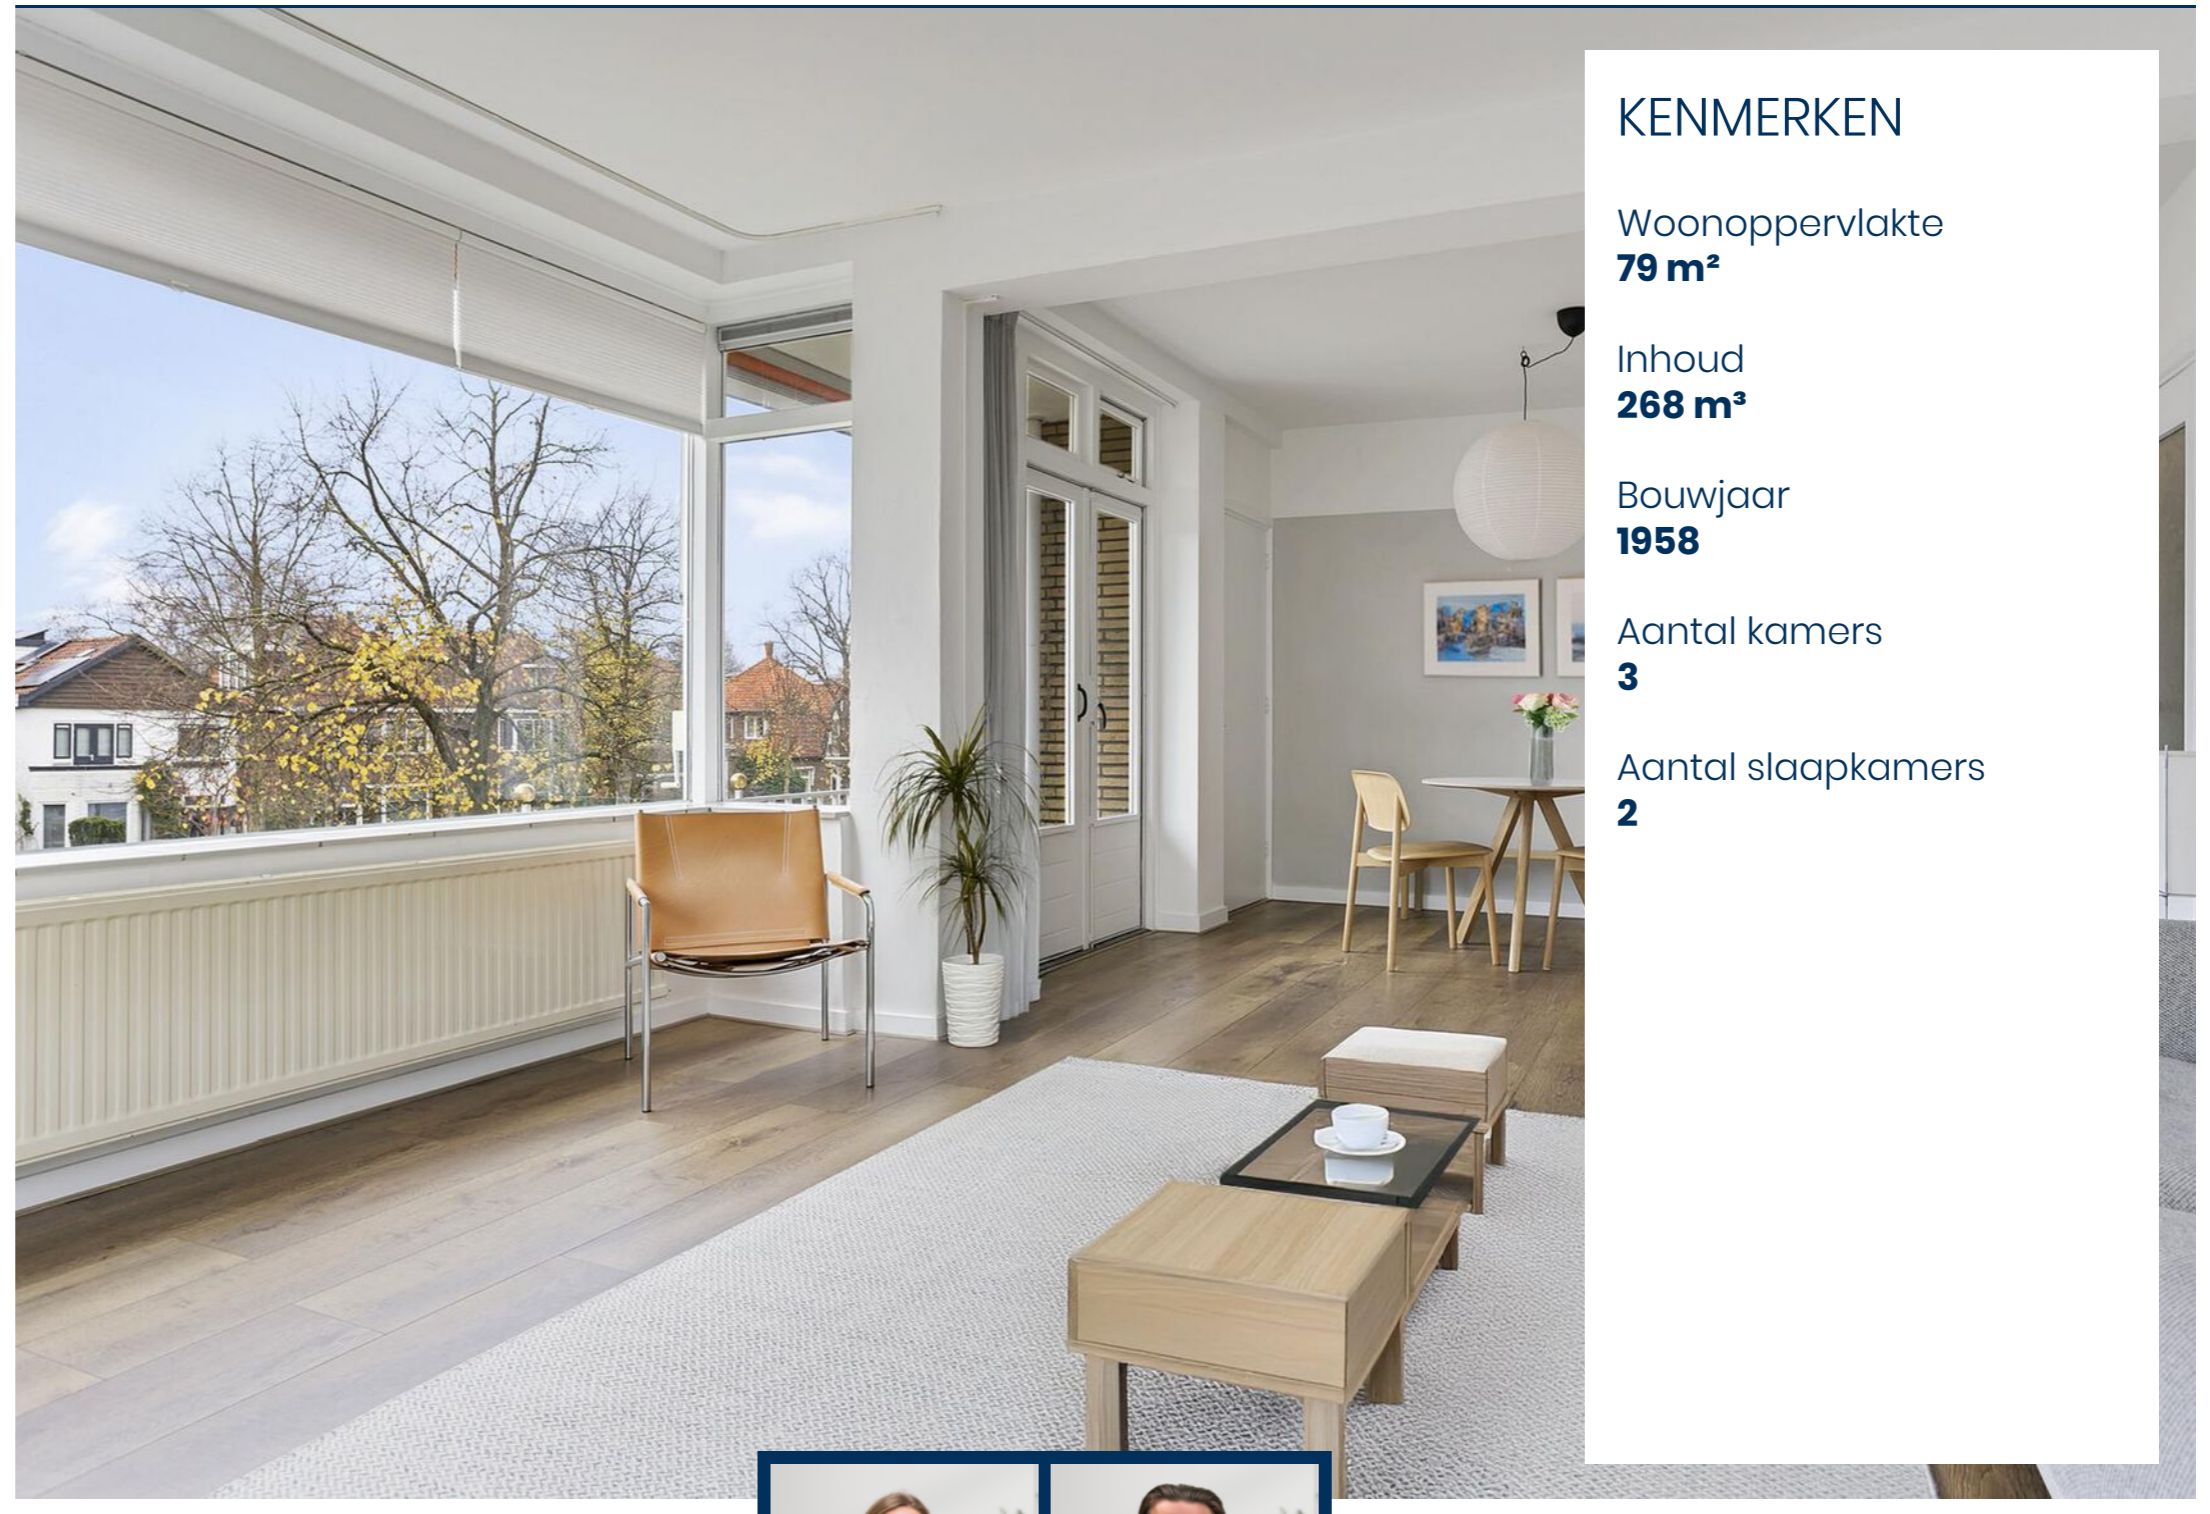 KENMERKEN
Woonoppervlakte
79 m²
Inhoud
268 m³
Bouwjaar
1958
Aantal kamers
3
Aantal slaapkamers
2